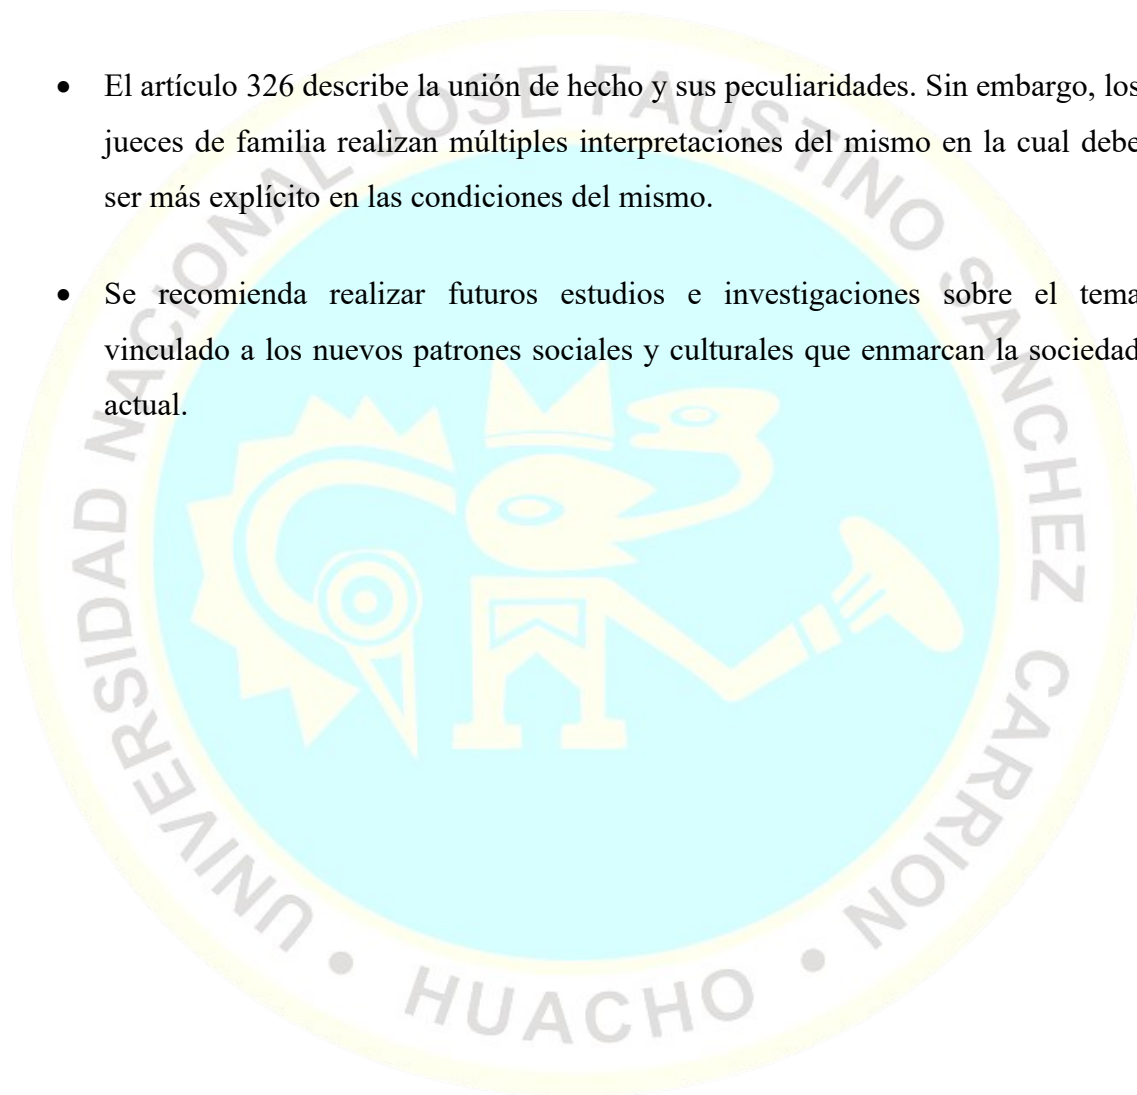 • El artículo 326 describe la unión de hecho y sus peculiaridades. Sin embargo, los
jueces de familia realizan múltiples interpretaciones del mismo en la cual debe
ser más explícito en las condiciones del mismo.
• Se recomienda realizar futuros estudios e investigaciones sobre el tema
vinculado a los nuevos patrones sociales y culturales que enmarcan la sociedad
actual.
UNIVERSIDAD NACIONAL JOSE FAUSTINO SANCHEZ CARRION • HUACHO •